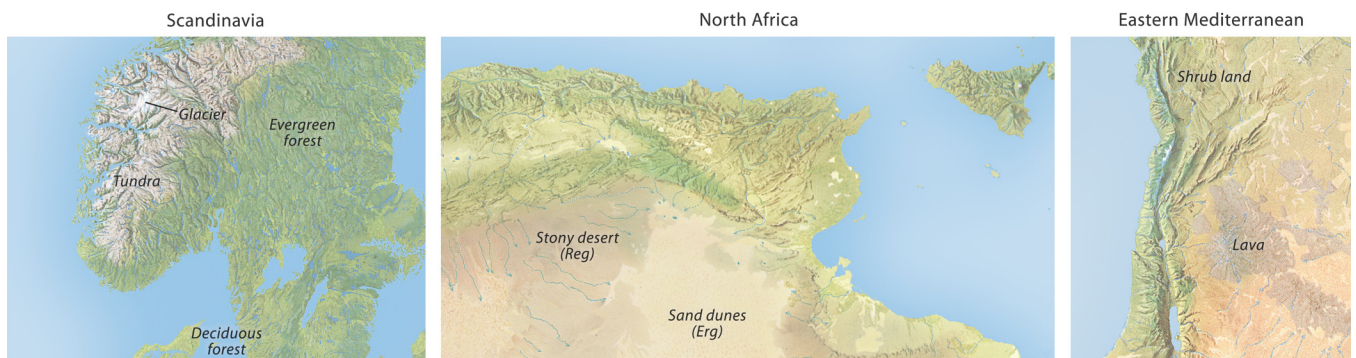 Scandinavia
North Africa
Eastern Mediterranean
Glacier
Evergreen
forest
Tundra
Deciduous
forest
Stony desert
(Reg)
Sand dunes
(Erg)
Shrub land
Lava